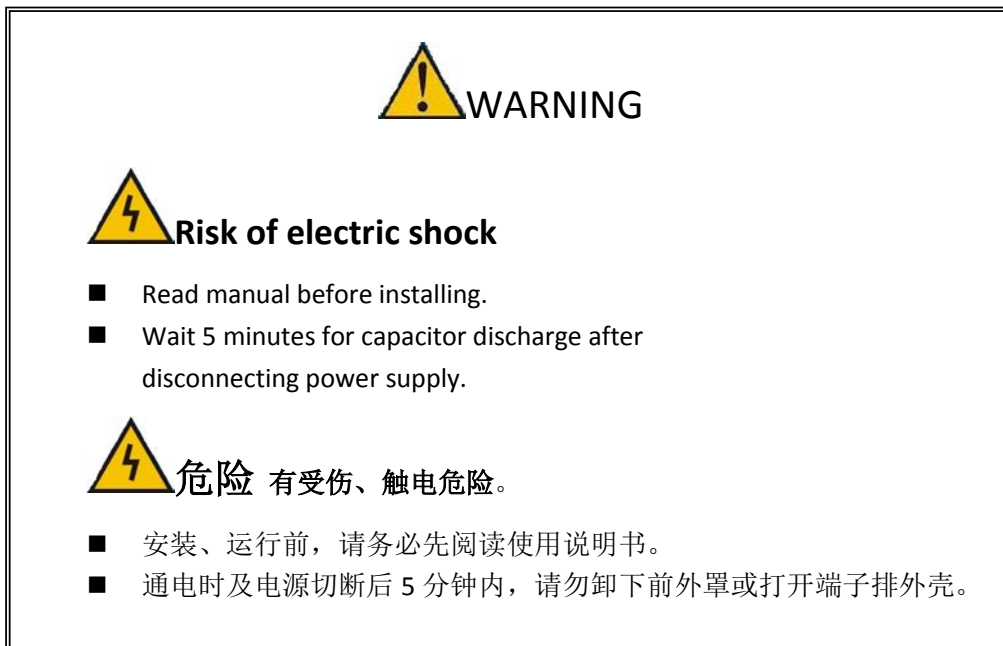 WARNING
Risk of electric shock
■ Read manual before installing.
■ Wait 5 minutes for capacitor discharge after
disconnecting power supply.
危险 有受伤、触电危险。
■ 安装、运行前，请务必先阅读使用说明书。
■ 通电时及电源切断后 5 分钟内，请勿卸下前外罩或打开端子排外壳。